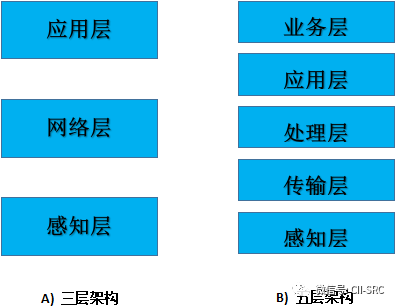 应用层
网络层
感知层
A) 三层架构
业务层
应用层
处理层
传输层
感知层
B) 五层架构
微信号: CII-SRC